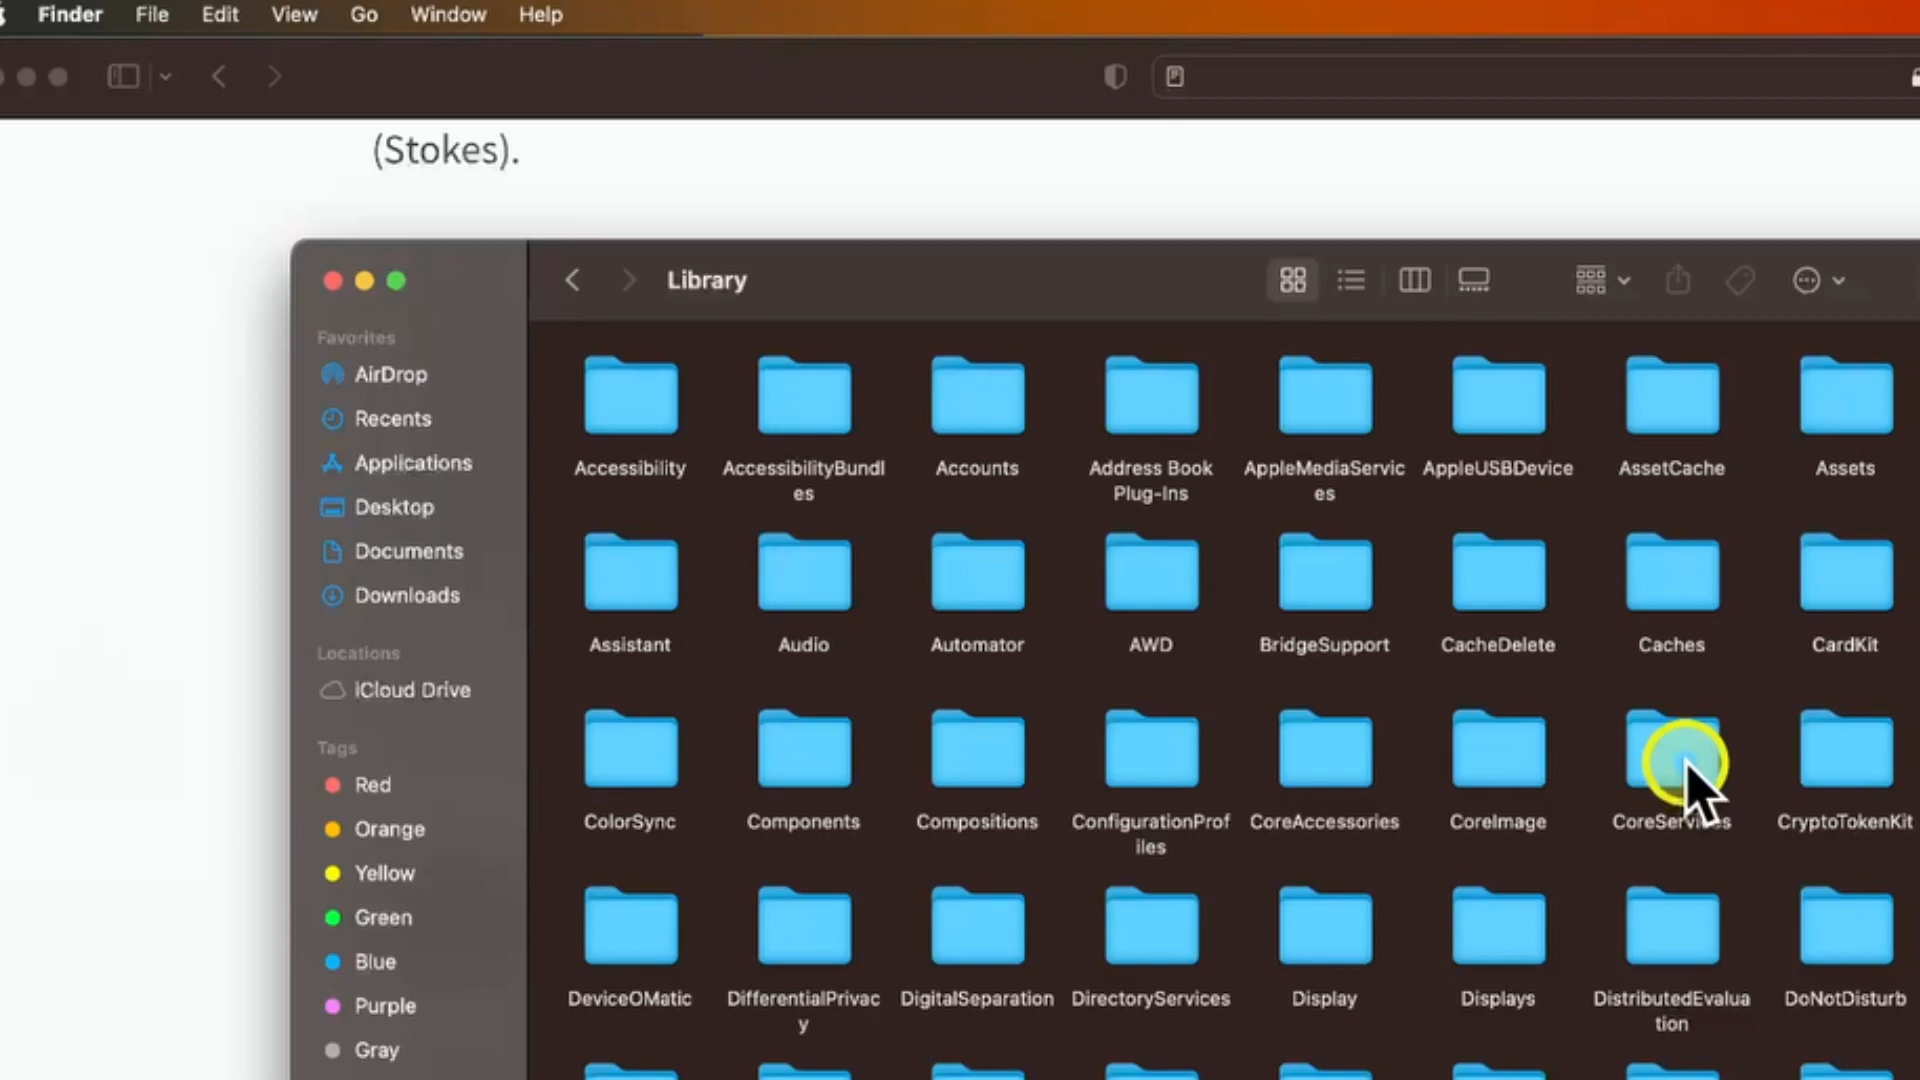 Finder File Edit View Go Window Help
(Stokes).
Library
Favorites
AirDrop
Recents
Applications
Desktop
Documents
Downloads
Locations
iCloud Drive
Tags
Red
Orange
Yellow
Green
Blue
Purple
Gray
Accessibility AccessibilityBundl Accounts Address Book AppleMediaServic AppleUSBDevice AssetCache Assets
es Plug-Ins es
Assistant Audio Automator AWD BridgeSupport CacheDelete Caches CardKit
ColorSync Components Compositions ConfigurationProf CoreAccessories CoreImage CoreServices CryptoTokenKit
iles
DeviceOMatic DifferentialPrivac DigitalSeparation DirectoryServices Display Displays DistributedEvalua DoNotDisturb
y tion